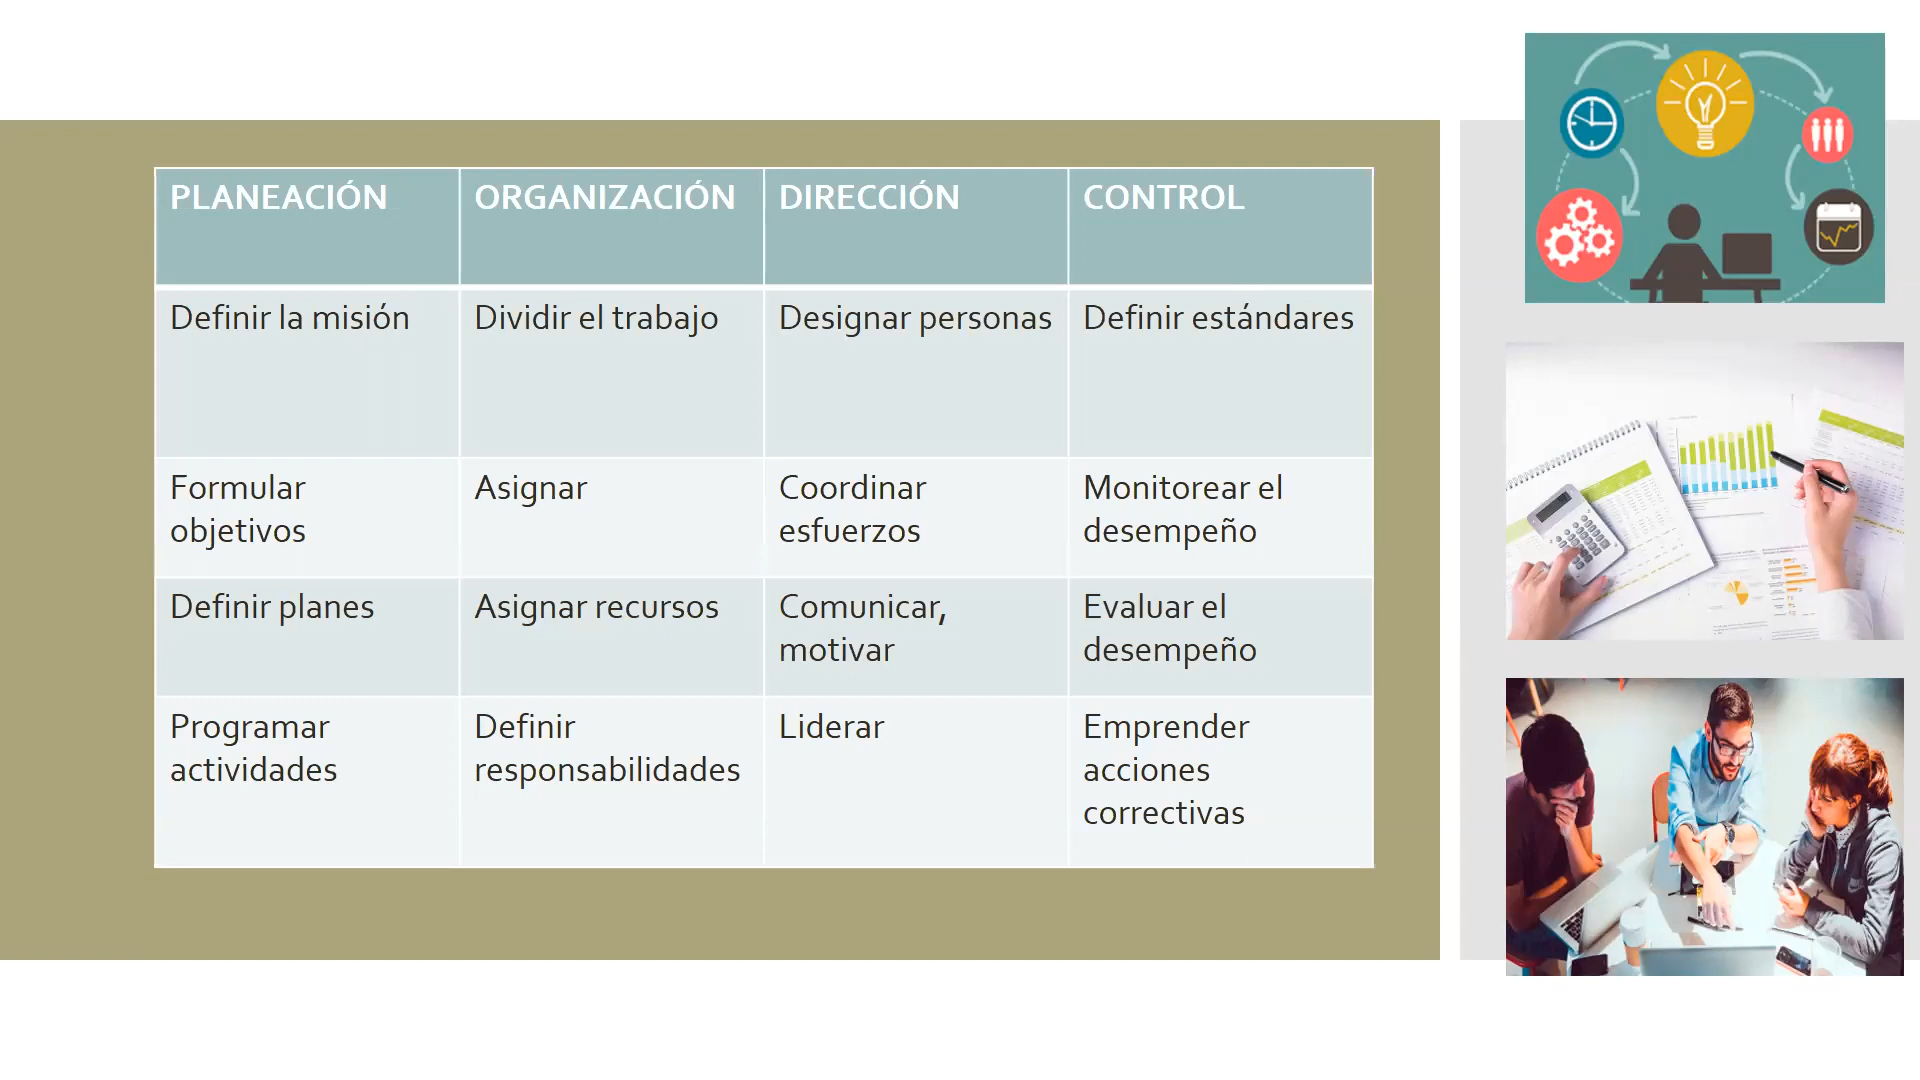 PLANEACIÓN
ORGANIZACIÓN
DIRECCIÓN
CONTROL
Definir la misión
Dividir el trabajo
Designar personas
Definir estándares
Formular
objetivos
Asignar
Coordinar
esfuerzos
Monitorear el
desempeño
Definir planes
Asignar recursos
Comunicar,
motivar
Evaluar el
desempeño
Programar
actividades
Definir
responsabilidades
Liderar
Emprender
acciones
correctivas